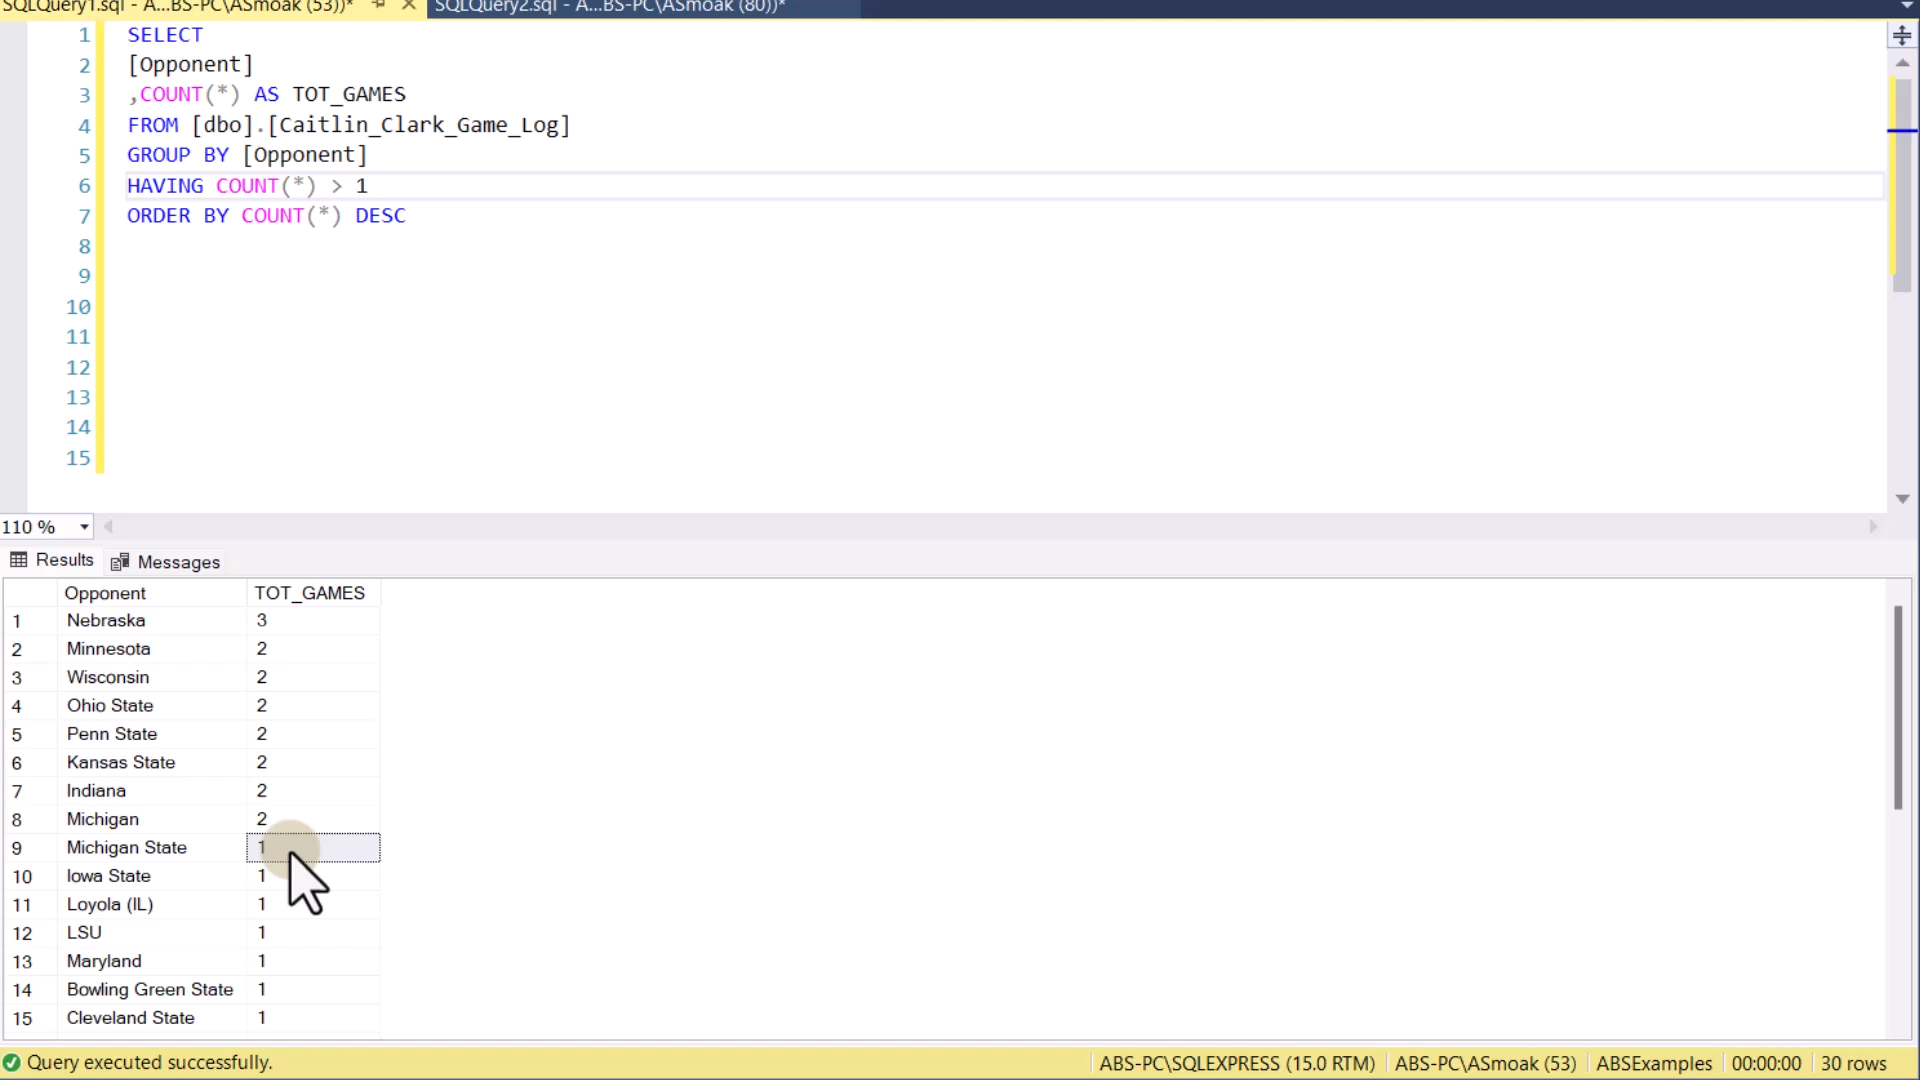 SQLQuery1.sql - A...BS-PC\ASmoak (53))*
SQLQuery2.sql - A...BS-PC\ASmoak (80))*
1 SELECT
2 [Opponent]
3 ,COUNT(*) AS TOT_GAMES
4 FROM [dbo].[Caitlin_Clark_Game_Log]
5 GROUP BY [Opponent]
6 HAVING COUNT(*) > 1
7 ORDER BY COUNT(*) DESC
8
9
10
11
12
13
14
15
110 %
Results Messages
Opponent TOT_GAMES
1 Nebraska 3
2 Minnesota 2
3 Wisconsin 2
4 Ohio State 2
5 Penn State 2
6 Kansas State 2
7 Indiana 2
8 Michigan 2
9 Michigan State 1
10 Iowa State 1
11 Loyola (IL) 1
12 LSU 1
13 Maryland 1
14 Bowling Green State 1
15 Cleveland State 1
Query executed successfully. ABS-PC\SQLEXPRESS (15.0 RTM) ABS-PC\ASmoak (53) ABSExamples 00:00:00 30 rows